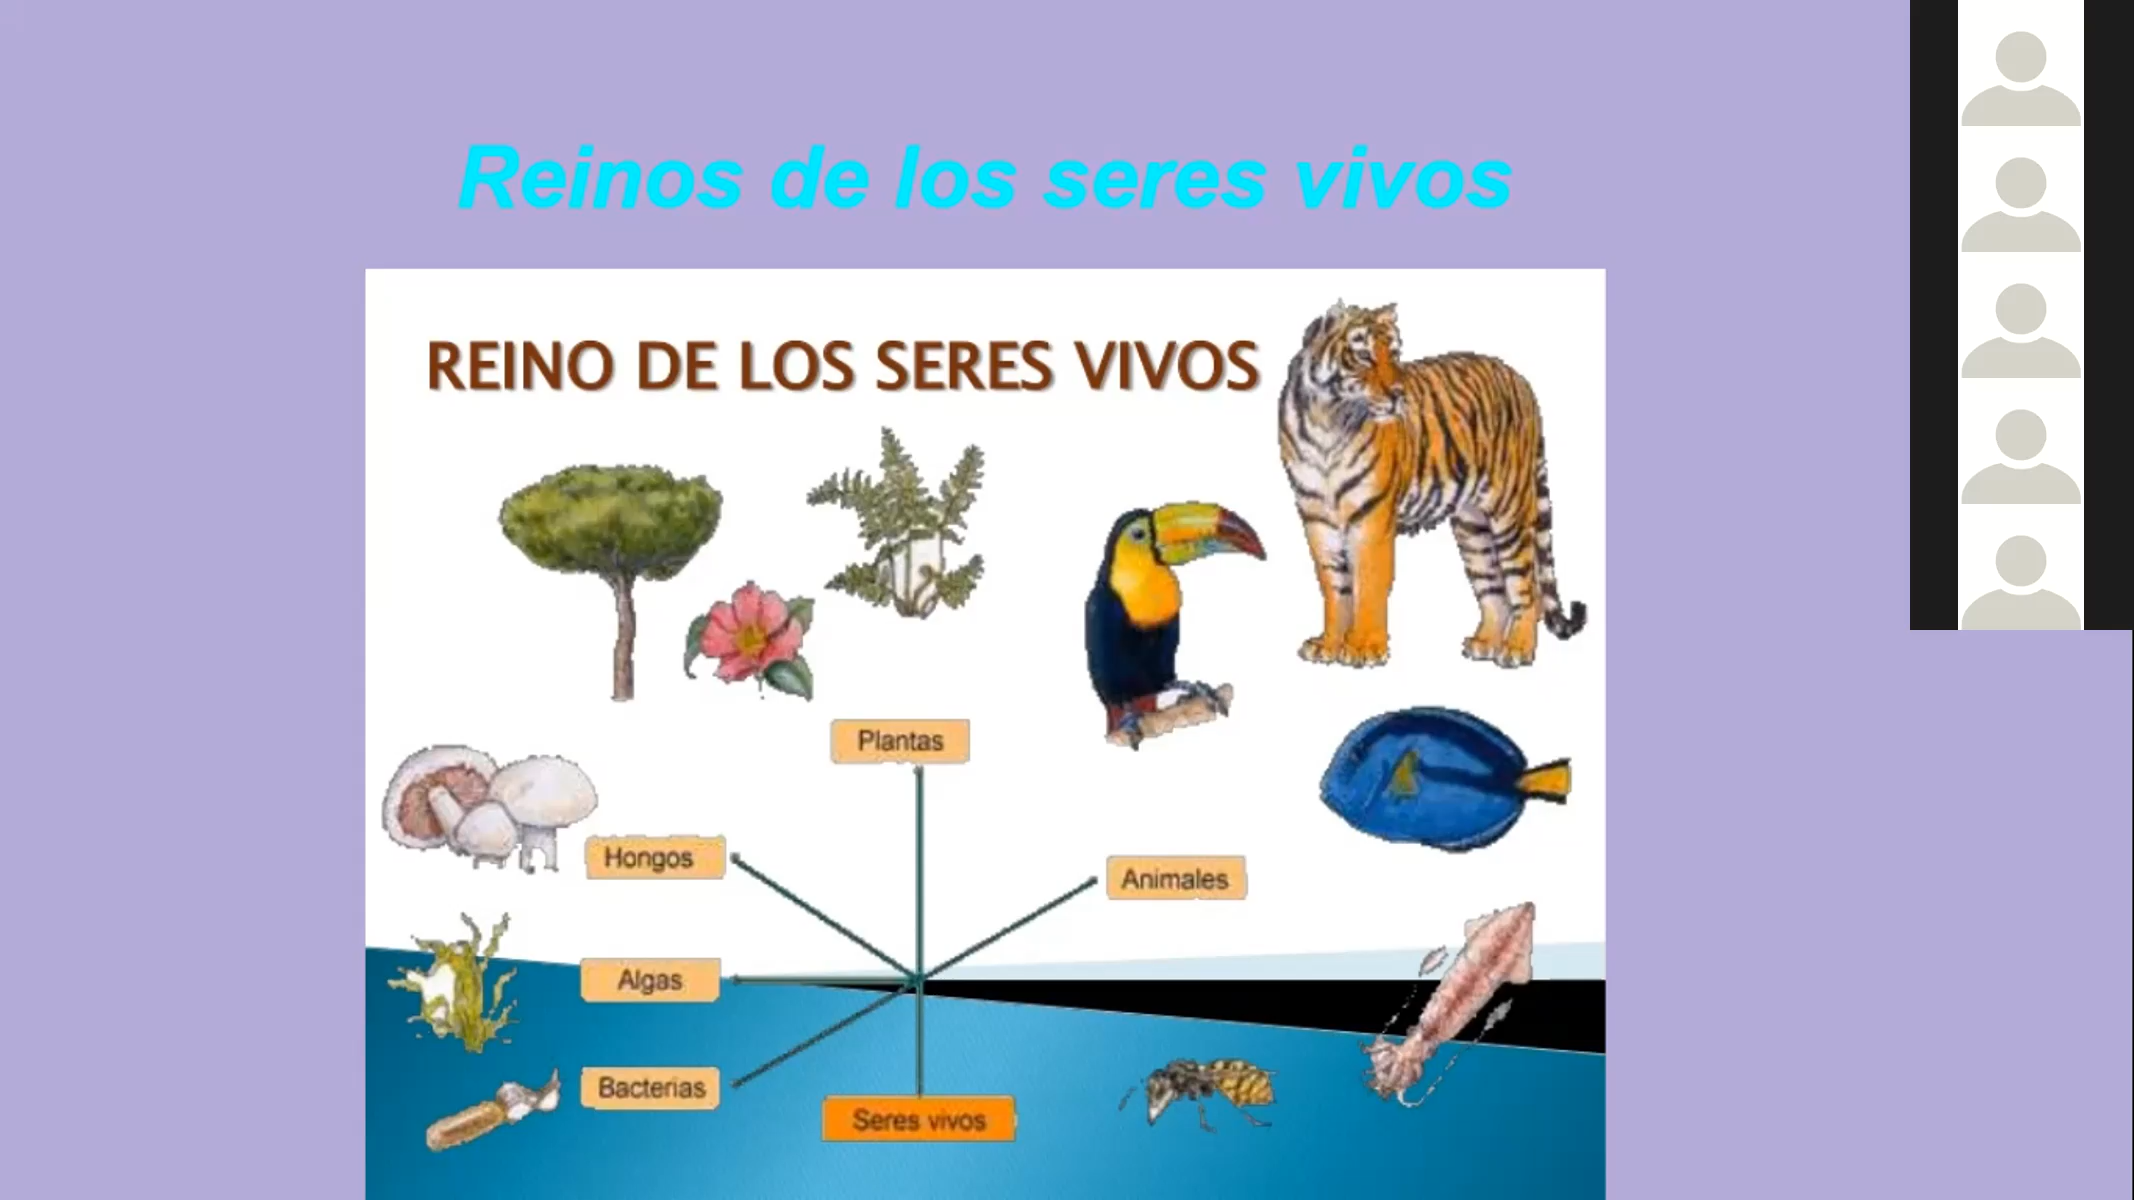 Reinos de los seres vivos
REINO DE LOS SERES VIVOS
Plantas
Hongos
Animales
Algas
Bacterias
Seres vivos